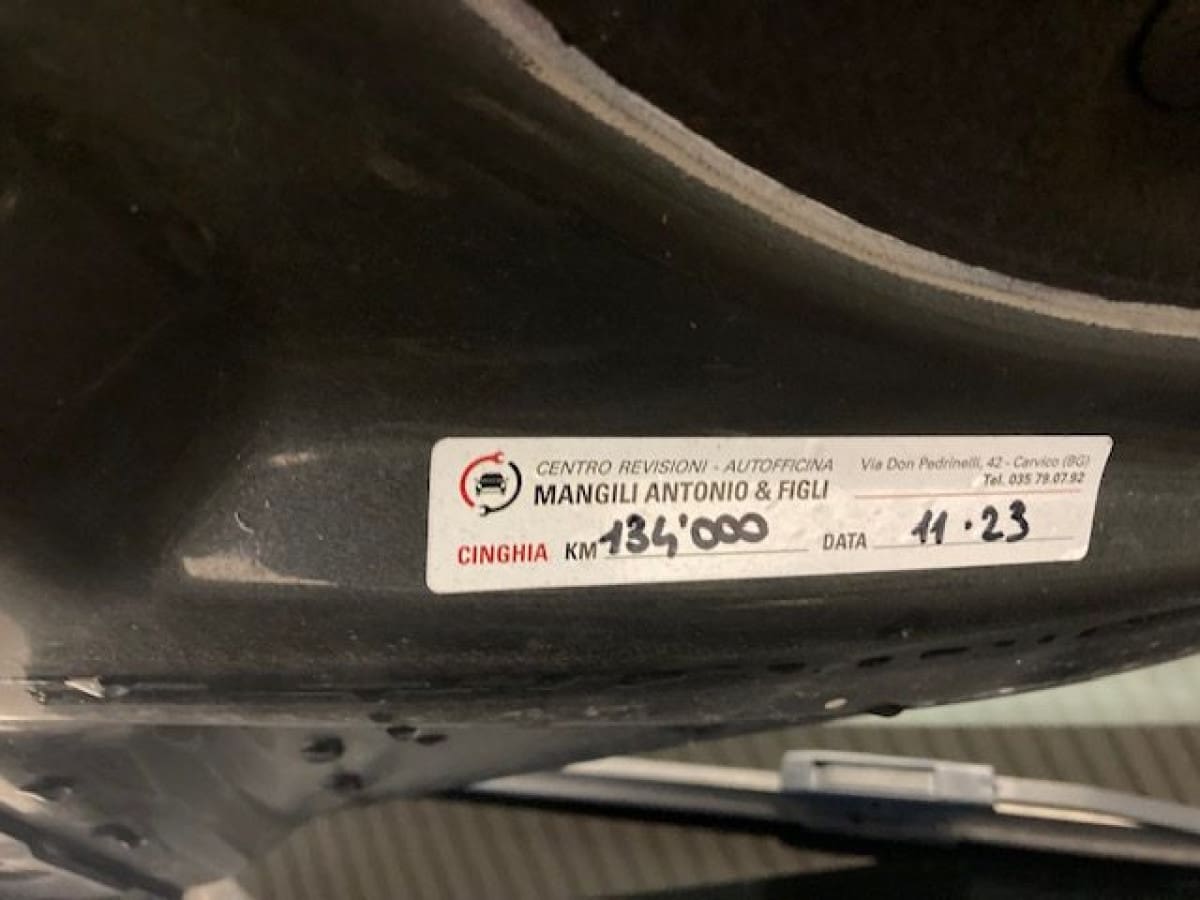 CENTRO REVISIONI - AUTOFFICINA
MANGILI ANTONIO & FIGLI
Via Don Pedrinelli, 42 - Carvico (BG)
Tel. 035 79.07.92
CINGHIA KM 134'000 DATA 11.23